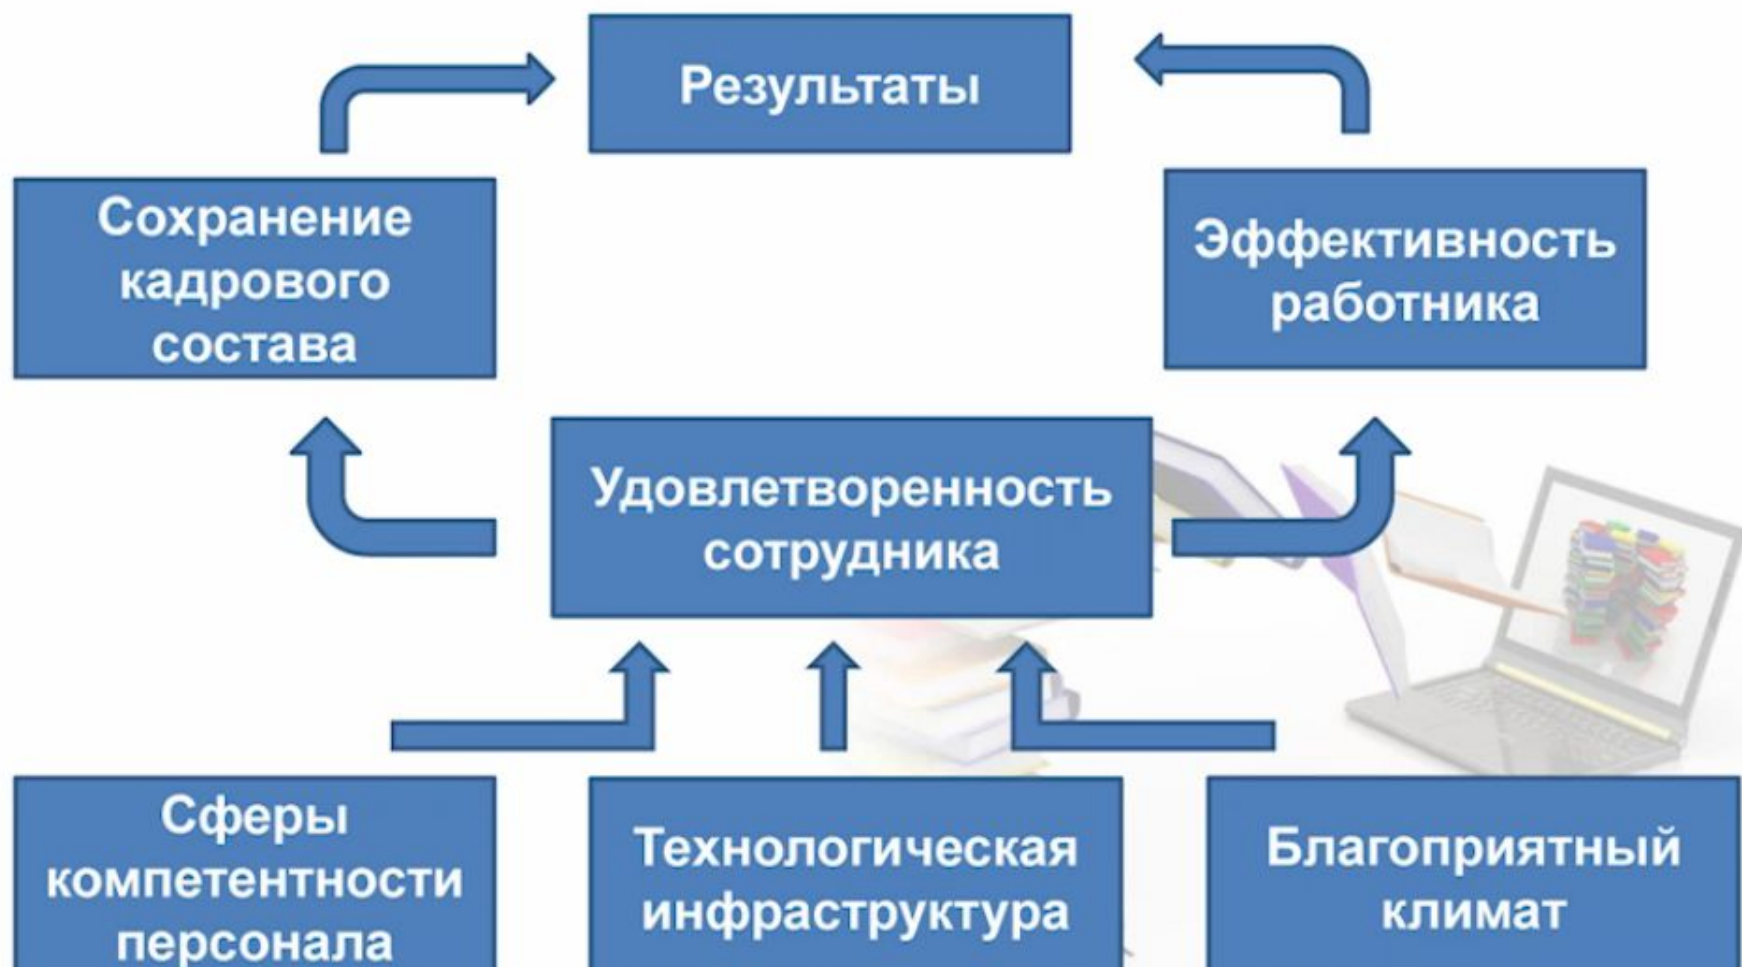 Результаты
Сохранение
кадрового
состава
Эффективность
работника
Удовлетворенность
сотрудника
Сферы
компетентности
персонала
Технологическая
инфраструктура
Благоприятный
климат